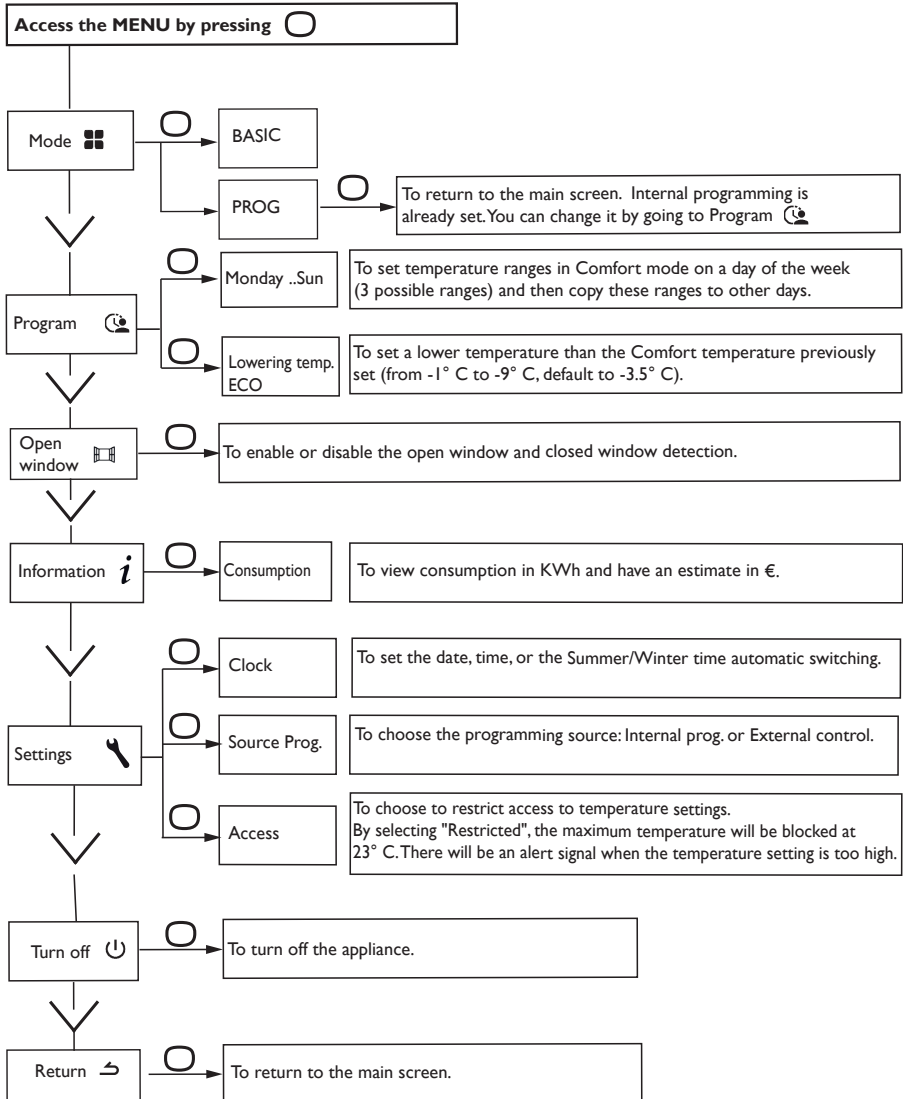 Access the MENU by pressing
Mode
BASIC
PROG
To return to the main screen. Internal programming is
already set.You can change it by going to Program
Program
Monday ..Sun
To set temperature ranges in Comfort mode on a day of the week
(3 possible ranges) and then copy these ranges to other days.
Lowering temp.
ECO
To set a lower temperature than the Comfort temperature previously
set (from -1° C to -9° C, default to -3.5° C).
Open
window
To enable or disable the open window and closed window detection.
Information i
Consumption
To view consumption in KWh and have an estimate in €.
Settings
Clock
To set the date, time, or the Summer/Winter time automatic switching.
Source Prog.
To choose the programming source: Internal prog. or External control.
Access
To choose to restrict access to temperature settings.
By selecting "Restricted", the maximum temperature will be blocked at
23° C.There will be an alert signal when the temperature setting is too high.
Turn off
To turn off the appliance.
Return
To return to the main screen.